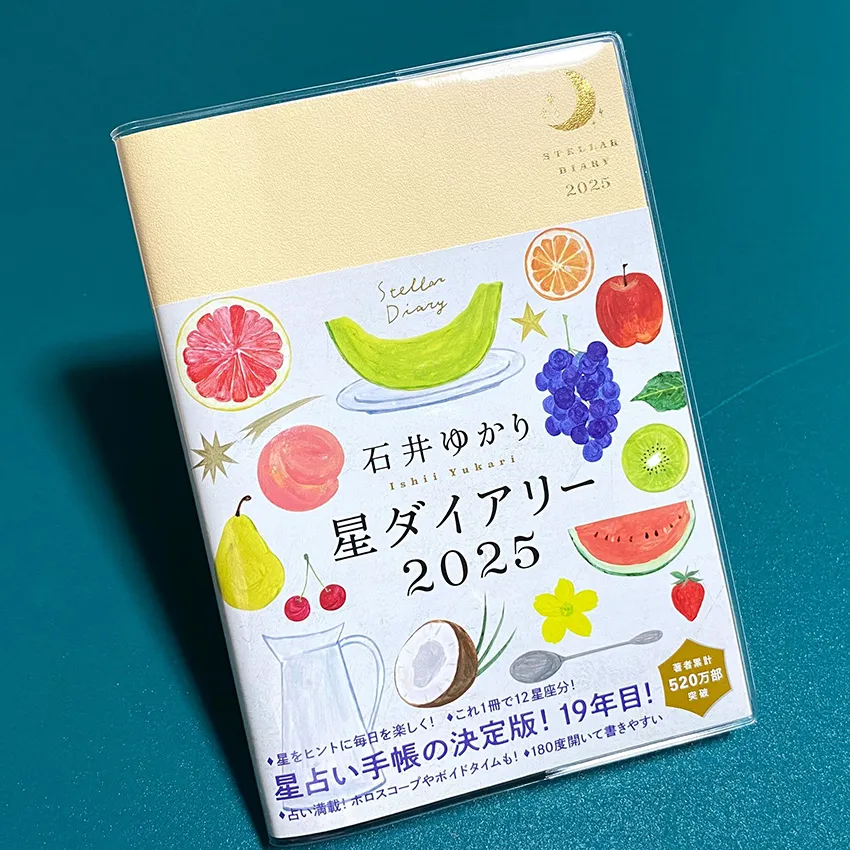 STELLAR
DIARY
2025
Stellar
Diary
石井ゆかり
Ishii Yukari
星ダイアリー
2025
著者累計
520万部
突破
♦星をヒントに毎日を楽しく! ♦これ1冊で12星座分!
星占い手帳の決定版! 19年目!
♦占い満載! ホロスコープやボイドタイムも! ♦180度開いて書きやすい